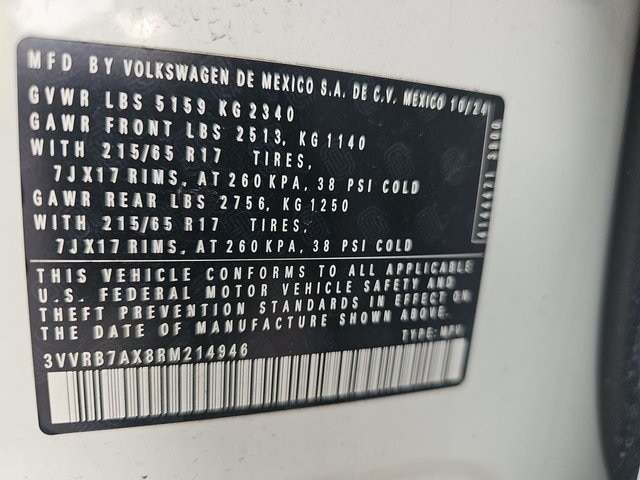 MFD BY VOLKSWAGEN DE MEXICO S.A. DE C.V. MEXICO 10/24
GVWR LBS 5159 KG 2340
GAWR FRONT LBS 2513, KG 1140
WITH 215/65 R17 TIRES,
7JX17 RIMS, AT 260 KPA, 38 PSI COLD
GAWR REAR LBS 2756, KG 1250
WITH 215/65 R17 TIRES,
7JX17 RIMS, AT 260 KPA, 38 PSI COLD
THIS VEHICLE CONFORMS TO ALL APPLICABLE
U.S. FEDERAL MOTOR VEHICLE SAFETY AND
THEFT PREVENTION STANDARDS IN EFFECT ON
THE DATE OF MANUFACTURE SHOWN ABOVE.
TYPE: MPV
3VVRB7AX8RM214946
3800